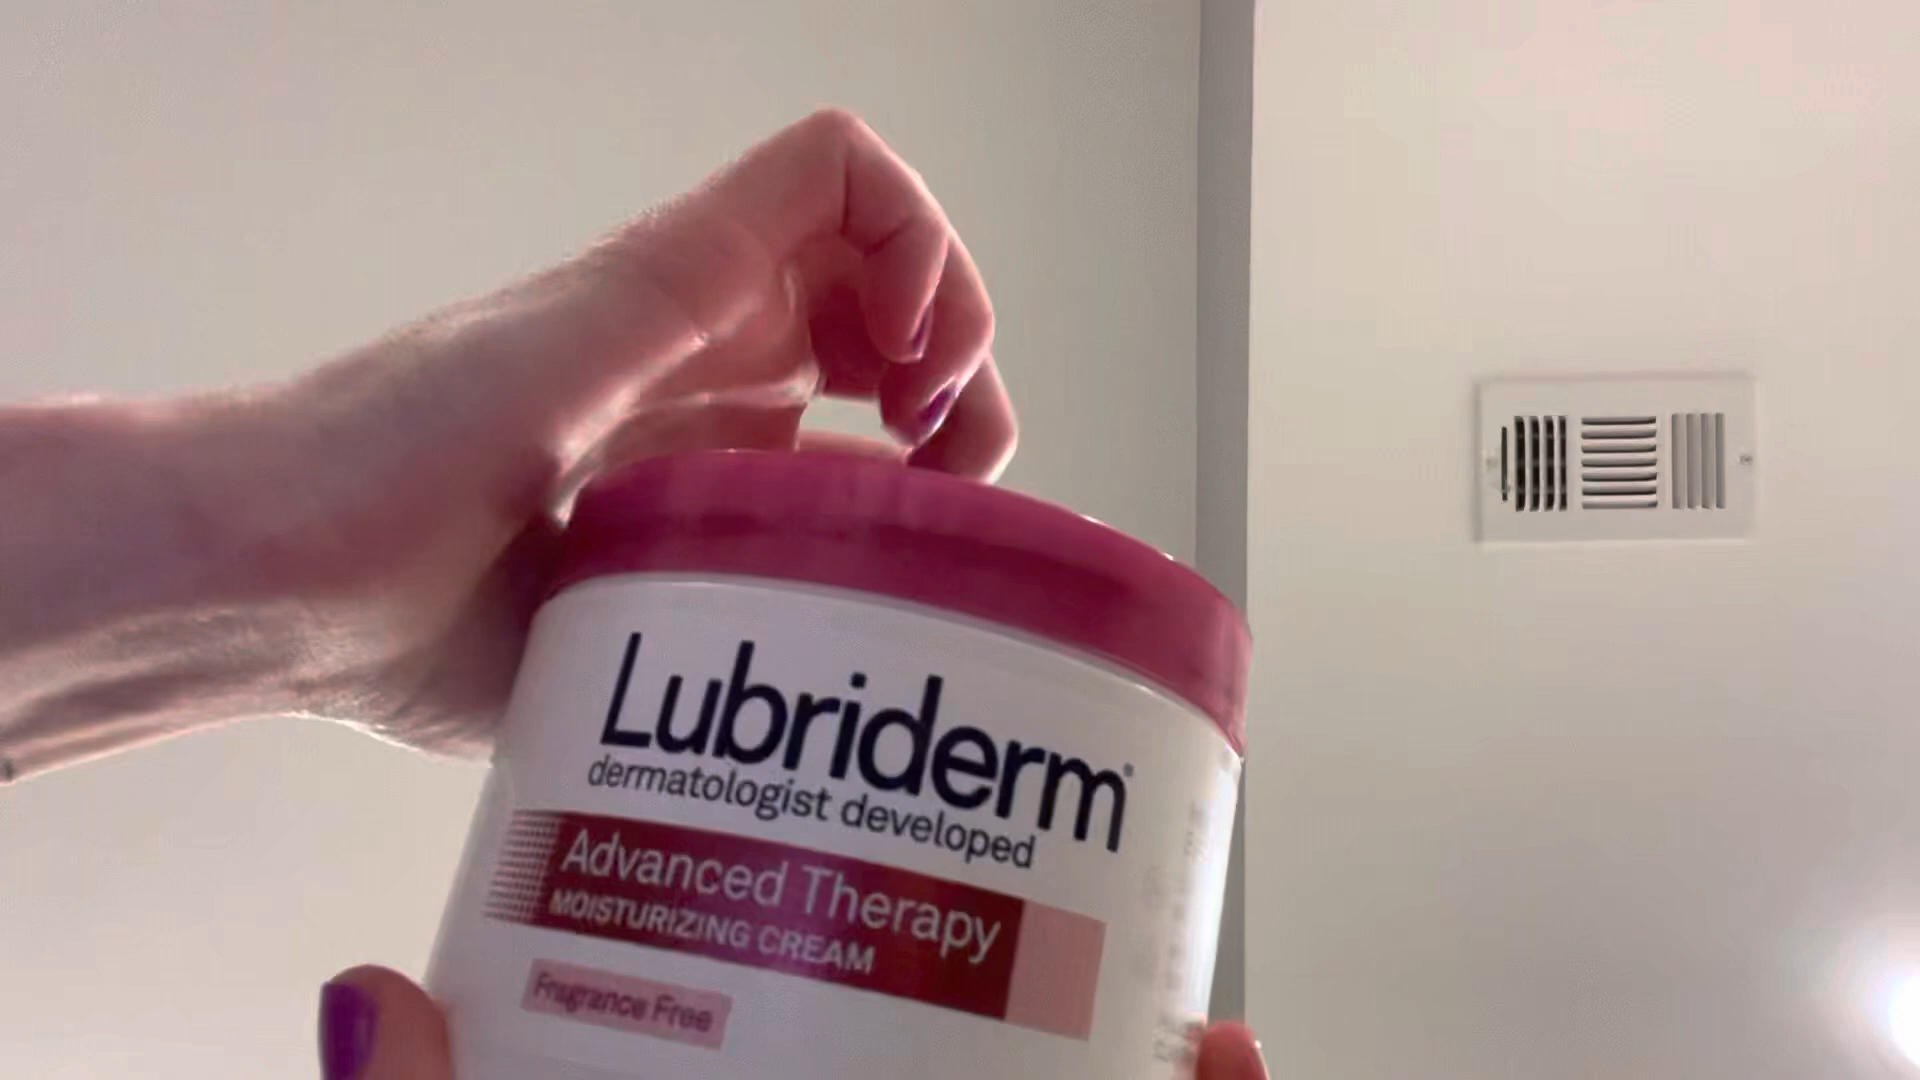 Lubriderm®
dermatologist developed
Advanced Therapy
MOISTURIZING CREAM
Fragrance Free